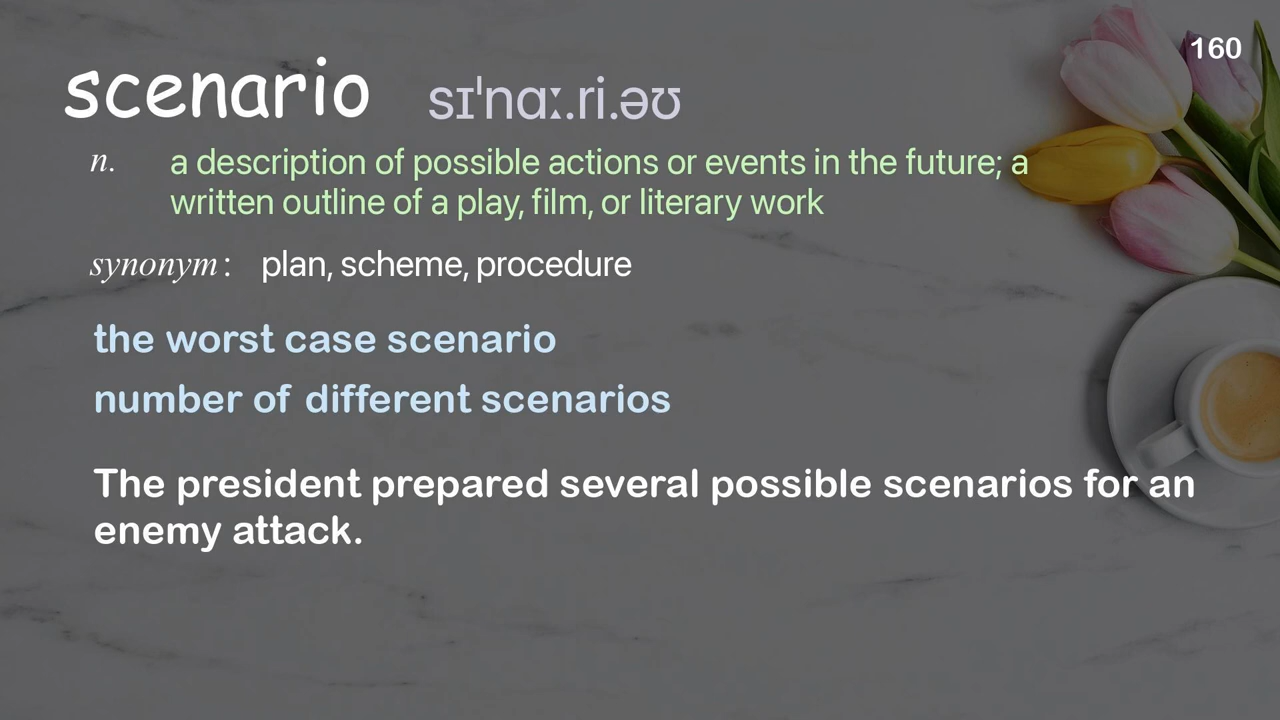 160
scenario sɪˈnɑː.ri.əʊ
n. a description of possible actions or events in the future; a
written outline of a play, film, or literary work
synonym : plan, scheme, procedure
the worst case scenario
number of different scenarios
The president prepared several possible scenarios for an
enemy attack.